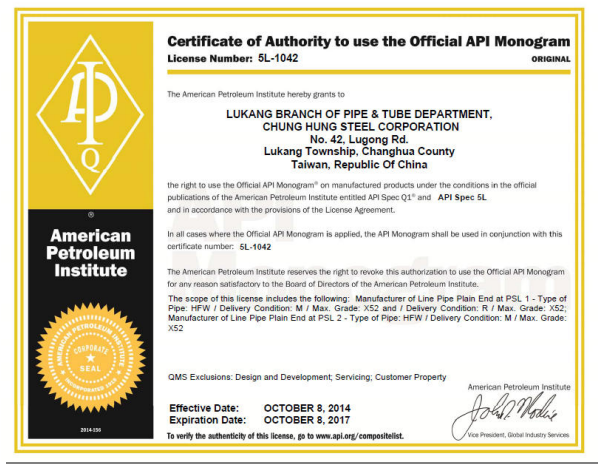 Certificate of Authority to use the Official API Monogram
License Number: 5L-1042
ORIGINAL
The American Petroleum Institute hereby grants to
LUKANG BRANCH OF PIPE & TUBE DEPARTMENT,
CHUNG HUNG STEEL CORPORATION
No. 42, Lugong Rd.
Lukang Township, Changhua County
Taiwan, Republic Of China
the right to use the Official API Monogram® on manufactured products under the conditions in the official
publications of the American Petroleum Institute entitled API Spec Q1® and API Spec 5L
and in accordance with the provisions of the License Agreement.
In all cases where the Official API Monogram is applied, the API Monogram shall be used in conjunction with this
certificate number: 5L-1042
The American Petroleum Institute reserves the right to revoke this authorization to use the Official API Monogram
for any reason satisfactory to the Board of Directors of the American Petroleum Institute.
The scope of this license includes the following: Manufacturer of Line Pipe Plain End at PSL 1 - Type of
Pipe: HFW / Delivery Condition: M / Max. Grade: X52 and / Delivery Condition: R / Max. Grade: X52;
Manufacturer of Line Pipe Plain End at PSL 2 - Type of Pipe: HFW / Delivery Condition: M / Max. Grade:
X52
QMS Exclusions: Design and Development; Servicing; Customer Property
American Petroleum Institute
Effective Date: OCTOBER 8, 2014
Expiration Date: OCTOBER 8, 2017
To verify the authenticity of this license, go to www.api.org/compositelist.
Vice President, Global Industry Services
API
Q
®
American
Petroleum
Institute
AMERICAN PETROLEUM INSTITUTE
CORPORATE
SEAL
INCORPORATED 1919
2014-156